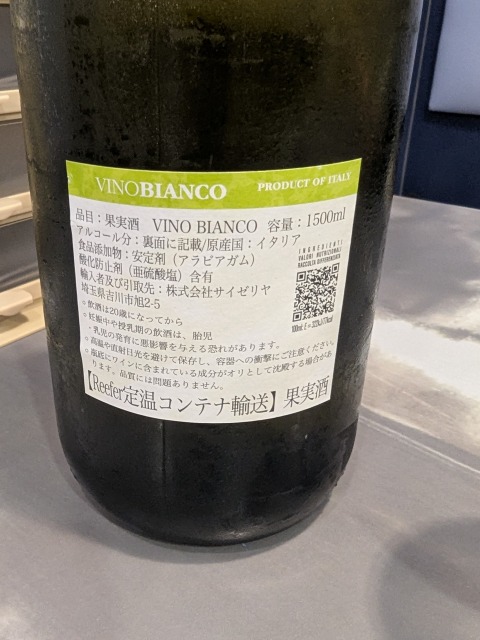 VINOBIANCO PRODUCT OF ITALY
品目：果実酒 VINO BIANCO 容量：1500ml
アルコール分：裏面に記載/原産国：イタリア
食品添加物：安定剤（アラビアガム）
酸化防止剤（亜硫酸塩）含有
輸入者及び引取先：株式会社サイゼリヤ
埼玉県吉川市旭2-5
INGREDIENTI
VALORI NUTRIZIONALI
RACCOLTA DIFFERENZIATA
○飲酒は20歳になってから
○妊娠中や授乳期の飲酒は、胎児
・乳児の発育に悪影響を与える恐れがあります。
○高温や直射日光を避けて保存し、容器への衝撃にご注意ください。
○瓶底にワインに含まれている成分がオリとして沈殿する場合があ
ります。品質には問題ありません。
【Reefer定温コンテナ輸送】果実酒